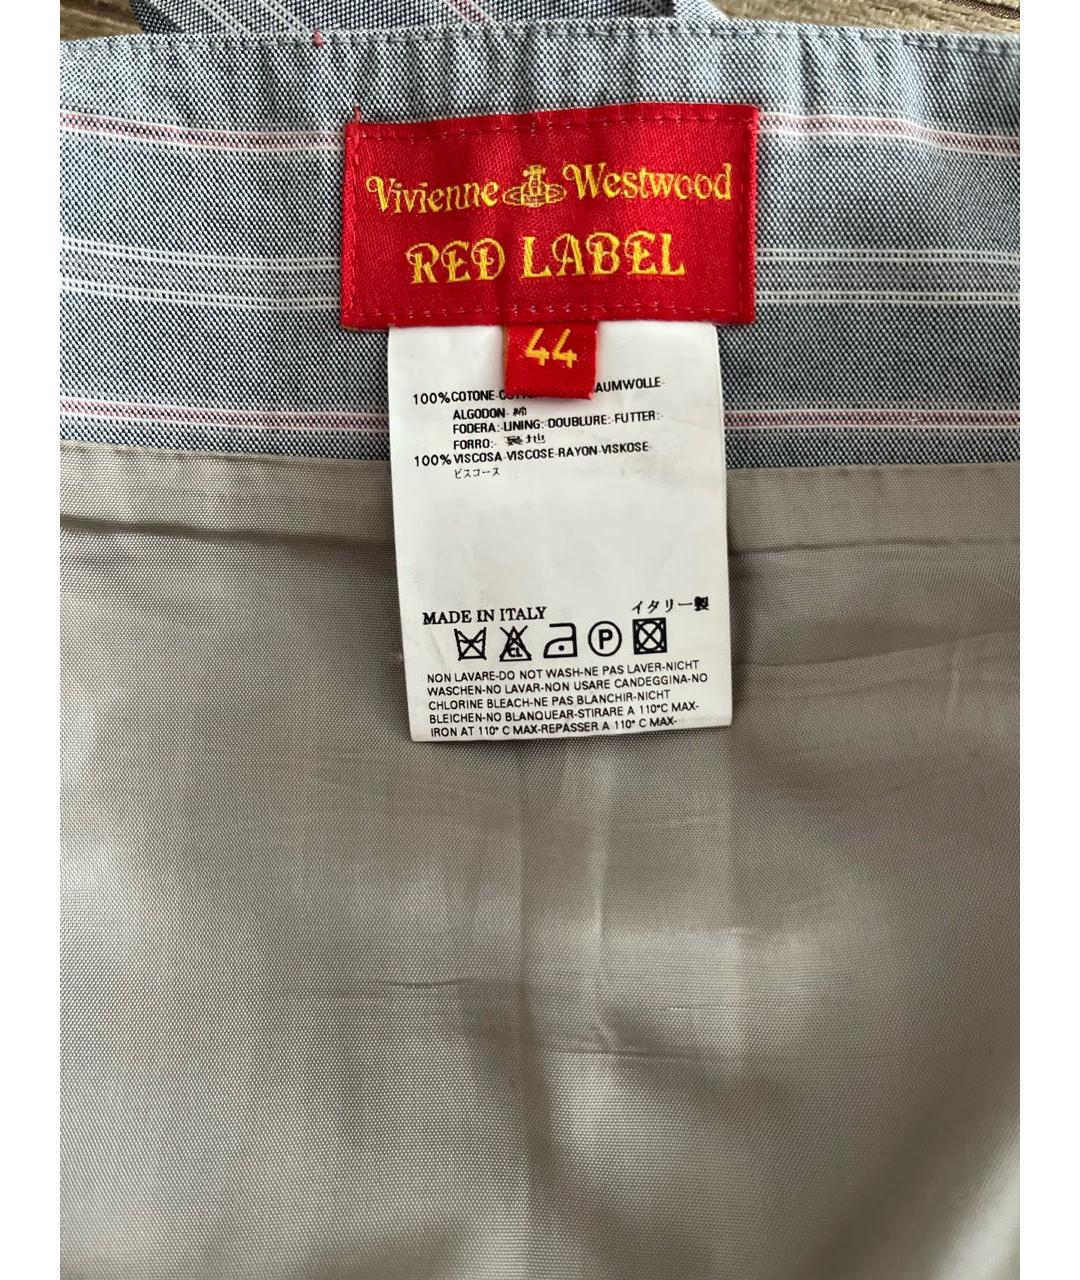 Vivienne Westwood
RED LABEL
44
100% COTONE- AUMWOLLE-
ALGODON- 綿
FODERA:-LINING:-DOUBLURE:-FUTTER:
FORRO:- 裏地
100% VISCOSA-VISCOSE-RAYON-VISKOSE-
ビスコース
MADE IN ITALY イタリー製
CL P
NON LAVARE-DO NOT WASH-NE PAS LAVER-NICHT
WASCHEN-NO LAVAR-NON USARE CANDEGGINA-NO
CHLORINE BLEACH-NE PAS BLANCHIR-NICHT
BLEICHEN-NO BLANQUEAR-STIRARE A 110°C MAX-
IRON AT 110° C MAX-REPASSER A 110° C MAX-